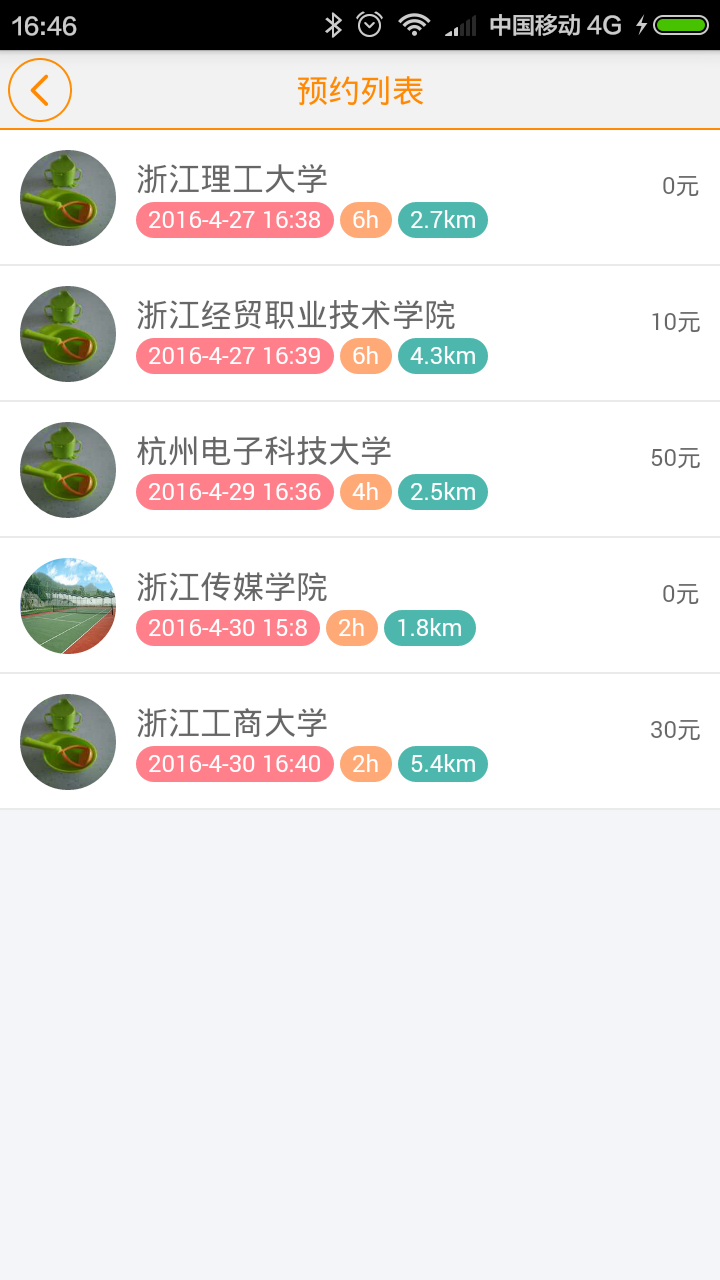 16:46 中国移动 4G
预约列表
浙江理工大学
0元
2016-4-27 16:38 6h 2.7km
浙江经贸职业技术学院
10元
2016-4-27 16:39 6h 4.3km
杭州电子科技大学
50元
2016-4-29 16:36 4h 2.5km
浙江传媒学院
0元
2016-4-30 15:8 2h 1.8km
浙江工商大学
30元
2016-4-30 16:40 2h 5.4km